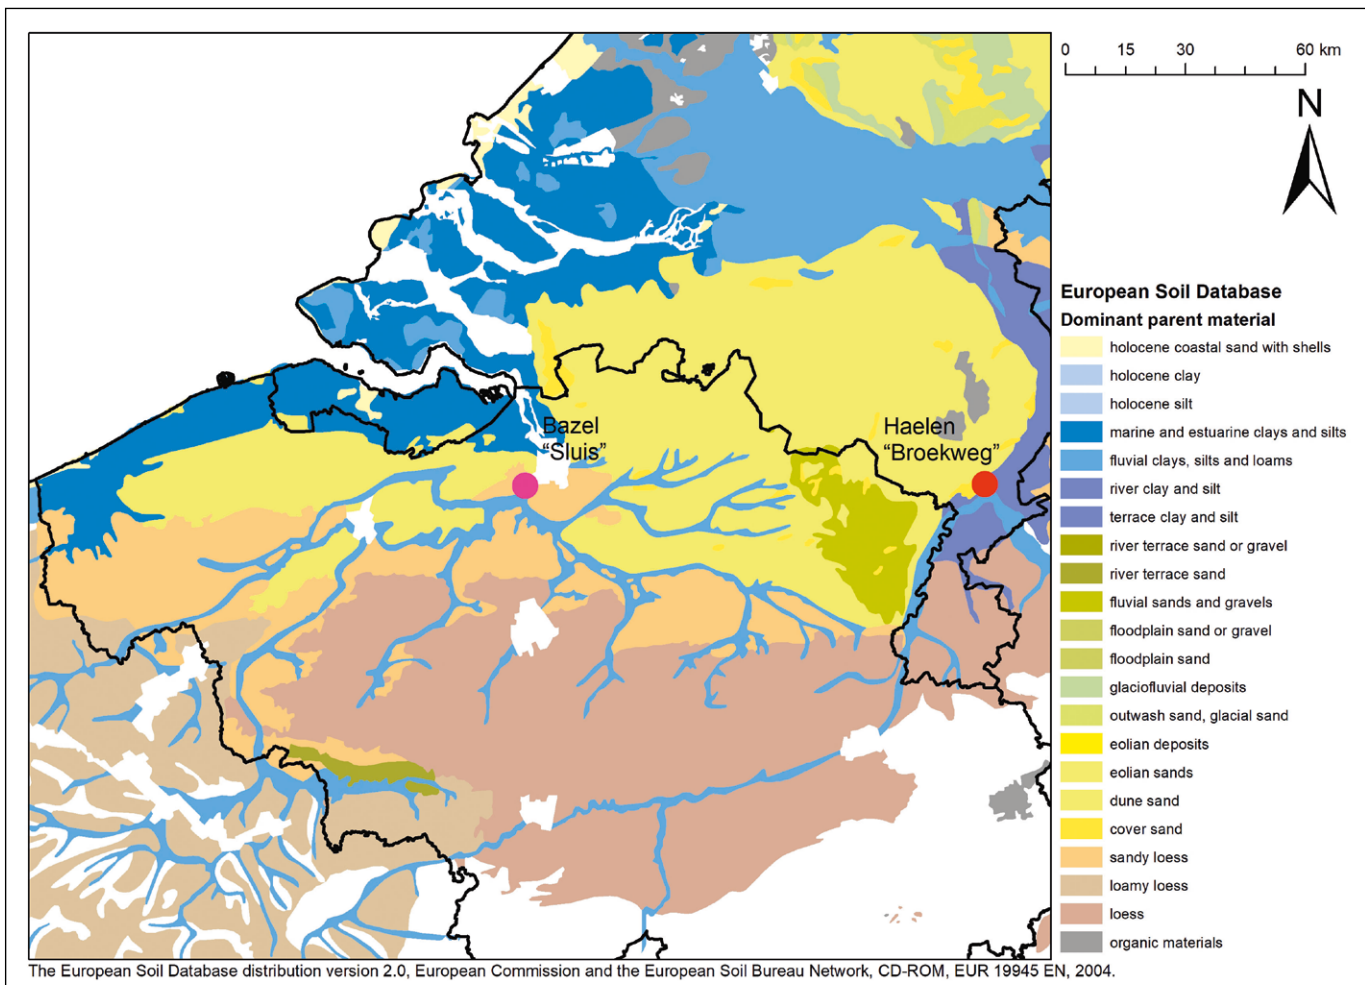 0 15 30 60 km
N
Bazel
“Sluis”
Haelen
“Broekweg”
European Soil Database
Dominant parent material
holocene coastal sand with shells
holocene clay
holocene silt
marine and estuarine clays and silts
fluvial clays, silts and loams
river clay and silt
terrace clay and silt
river terrace sand or gravel
river terrace sand
fluvial sands and gravels
floodplain sand or gravel
floodplain sand
glaciofluvial deposits
outwash sand, glacial sand
eolian deposits
eolian sands
dune sand
cover sand
sandy loess
loamy loess
loess
organic materials
The European Soil Database distribution version 2.0, European Commission and the European Soil Bureau Network, CD-ROM, EUR 19945 EN, 2004.